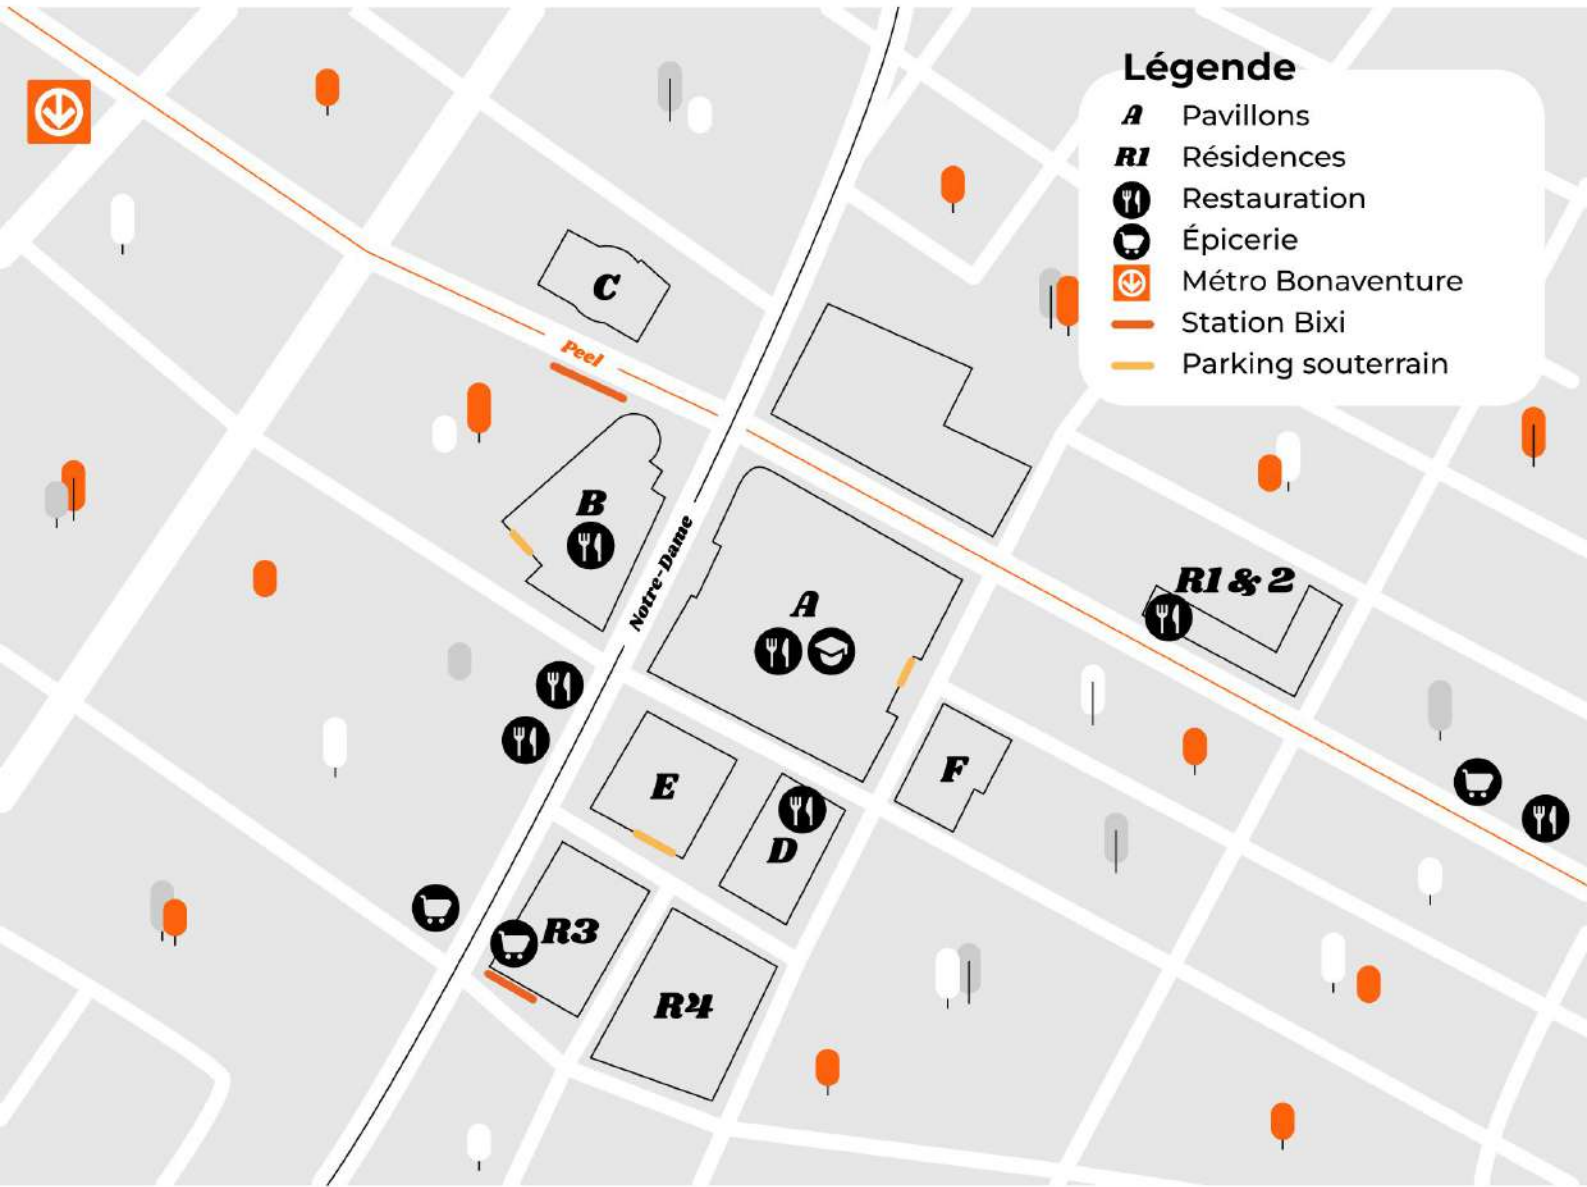 Légende
A Pavillons
R1 Résidences
Restauration
Épicerie
Métro Bonaventure
Station Bixi
Parking souterrain
C
Peel
B
Notre-Dame
A
R1 & 2
E
F
D
R3
R4